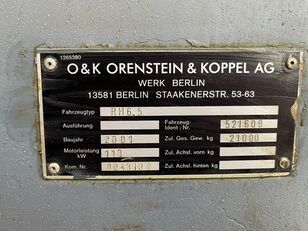 1265380
O&K ORENSTEIN & KOPPEL AG
WERK BERLIN
13581 BERLIN STAAKENERSTR. 53-63
Fahrzeugtyp RH6.5
Ausführung Fahrzeug-Ident. Nr. 521609
Baujahr 2001 Zul. Ges. Gew. kg 21000
Motorleistung kW 113 Zul. Achsl. vorn kg
Kom. Nr. Zul. Achsl. hinten kg